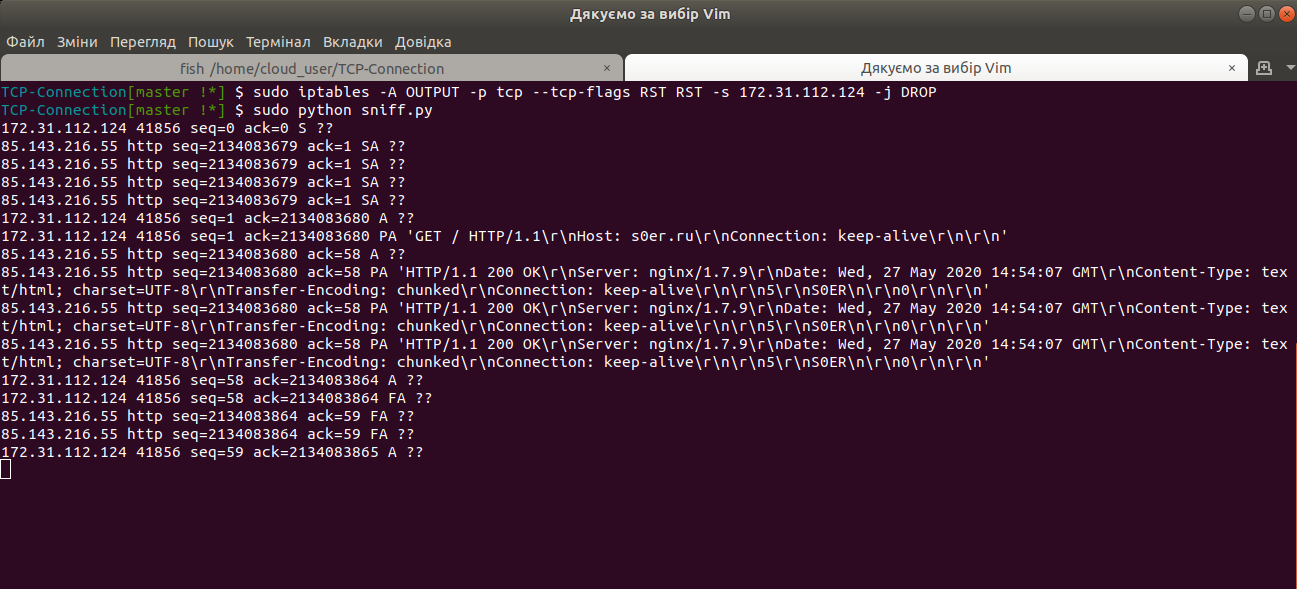 Дякуємо за вибір Vim
Файл Зміни Перегляд Пошук Термінал Вкладки Довідка
fish /home/cloud_user/TCP-Connection × Дякуємо за вибір Vim ×
TCP-Connection[master !*] $ sudo iptables -A OUTPUT -p tcp --tcp-flags RST RST -s 172.31.112.124 -j DROP
TCP-Connection[master !*] $ sudo python sniff.py
172.31.112.124 41856 seq=0 ack=0 S ??
85.143.216.55 http seq=2134083679 ack=1 SA ??
85.143.216.55 http seq=2134083679 ack=1 SA ??
85.143.216.55 http seq=2134083679 ack=1 SA ??
85.143.216.55 http seq=2134083679 ack=1 SA ??
172.31.112.124 41856 seq=1 ack=2134083680 A ??
172.31.112.124 41856 seq=1 ack=2134083680 PA 'GET / HTTP/1.1\r\nHost: s0er.ru\r\nConnection: keep-alive\r\n\r\n'
85.143.216.55 http seq=2134083680 ack=58 A ??
85.143.216.55 http seq=2134083680 ack=58 PA 'HTTP/1.1 200 OK\r\nServer: nginx/1.7.9\r\nDate: Wed, 27 May 2020 14:54:07 GMT\r\nContent-Type: tex
t/html; charset=UTF-8\r\nTransfer-Encoding: chunked\r\nConnection: keep-alive\r\n\r\n5\r\nS0ER\n\r\n0\r\n\r\n'
85.143.216.55 http seq=2134083680 ack=58 PA 'HTTP/1.1 200 OK\r\nServer: nginx/1.7.9\r\nDate: Wed, 27 May 2020 14:54:07 GMT\r\nContent-Type: tex
t/html; charset=UTF-8\r\nTransfer-Encoding: chunked\r\nConnection: keep-alive\r\n\r\n5\r\nS0ER\n\r\n0\r\n\r\n'
85.143.216.55 http seq=2134083680 ack=58 PA 'HTTP/1.1 200 OK\r\nServer: nginx/1.7.9\r\nDate: Wed, 27 May 2020 14:54:07 GMT\r\nContent-Type: tex
t/html; charset=UTF-8\r\nTransfer-Encoding: chunked\r\nConnection: keep-alive\r\n\r\n5\r\nS0ER\n\r\n0\r\n\r\n'
172.31.112.124 41856 seq=58 ack=2134083864 A ??
172.31.112.124 41856 seq=58 ack=2134083864 FA ??
85.143.216.55 http seq=2134083864 ack=59 FA ??
85.143.216.55 http seq=2134083864 ack=59 FA ??
172.31.112.124 41856 seq=59 ack=2134083865 A ??